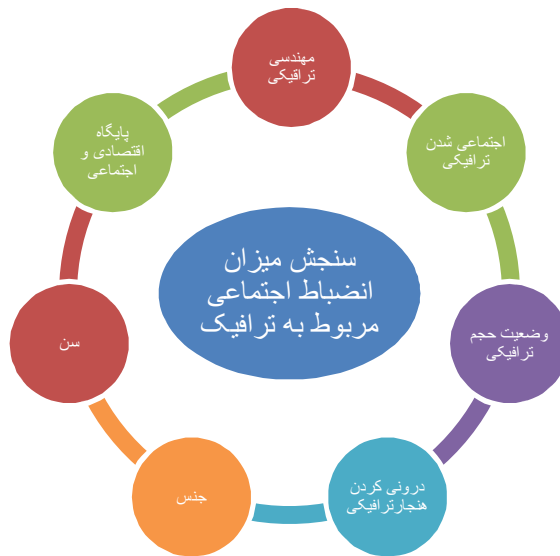 مهندسی
ترافیکی
اجتماعی شدن
ترافیکی
وضعیت حجم
ترافیکی
درونی کردن
هنجارترافیکی
جنس
سن
پایگاه
اقتصادی و
اجتماعی
سنجش میزان
انضباط اجتماعی
مربوط به ترافیک